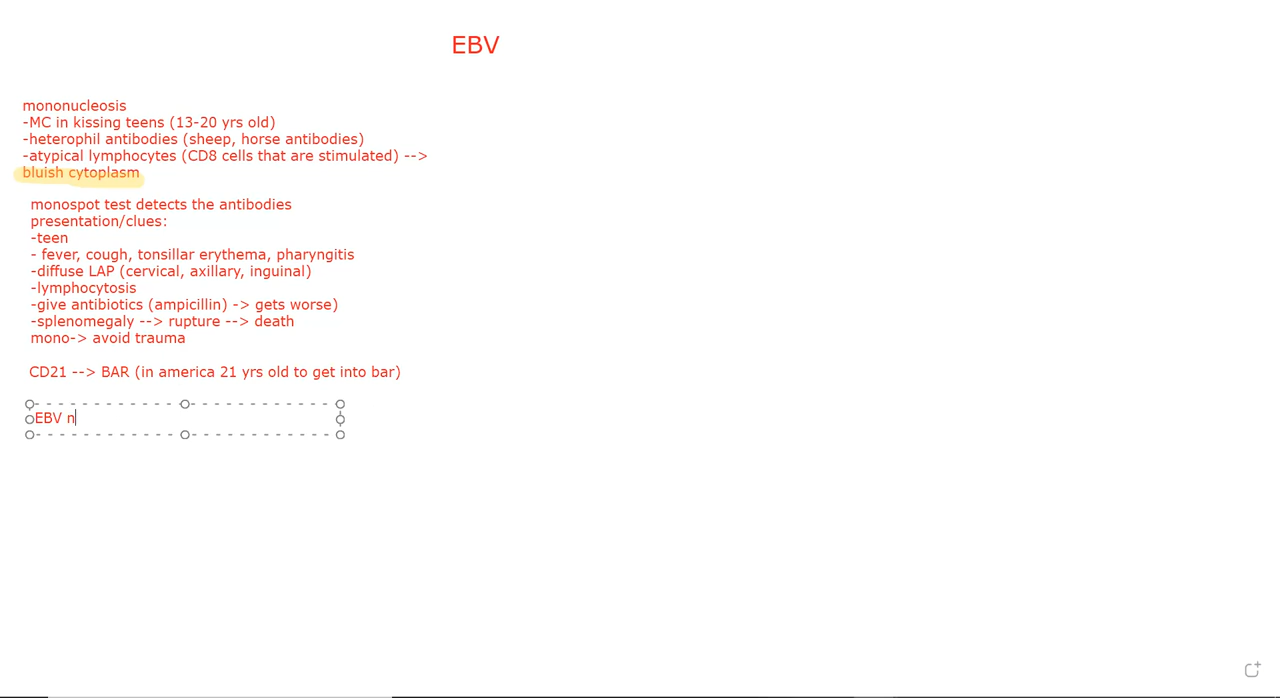 EBV
mononucleosis
-MC in kissing teens (13-20 yrs old)
-heterophil antibodies (sheep, horse antibodies)
-atypical lymphocytes (CD8 cells that are stimulated) -->
bluish cytoplasm
monospot test detects the antibodies
presentation/clues:
-teen
- fever, cough, tonsillar erythema, pharyngitis
-diffuse LAP (cervical, axillary, inguinal)
-lymphocytosis
-give antibiotics (ampicillin) -> gets worse)
-splenomegaly --> rupture --> death
mono-> avoid trauma
CD21 --> BAR (in america 21 yrs old to get into bar)
EBV n